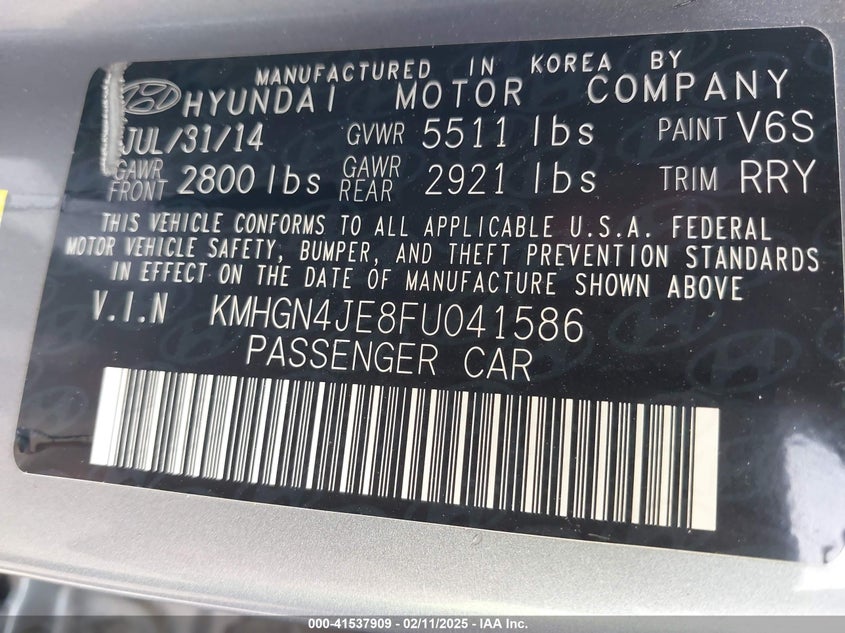 MANUFACTURED IN KOREA BY
HYUNDAI MOTOR COMPANY
JUL/31/14 GVWR 5511 lbs PAINT V6S
GAWR FRONT 2800 lbs GAWR REAR 2921 lbs TRIM RRY
THIS VEHICLE CONFORMS TO ALL APPLICABLE U.S.A. FEDERAL
MOTOR VEHICLE SAFETY, BUMPER, AND THEFT PREVENTION STANDARDS
IN EFFECT ON THE DATE OF MANUFACTURE SHOWN ABOVE
V.I.N KMHGN4JE8FU041586
PASSENGER CAR
000-41537909 - 02/11/2025 - IAA Inc.